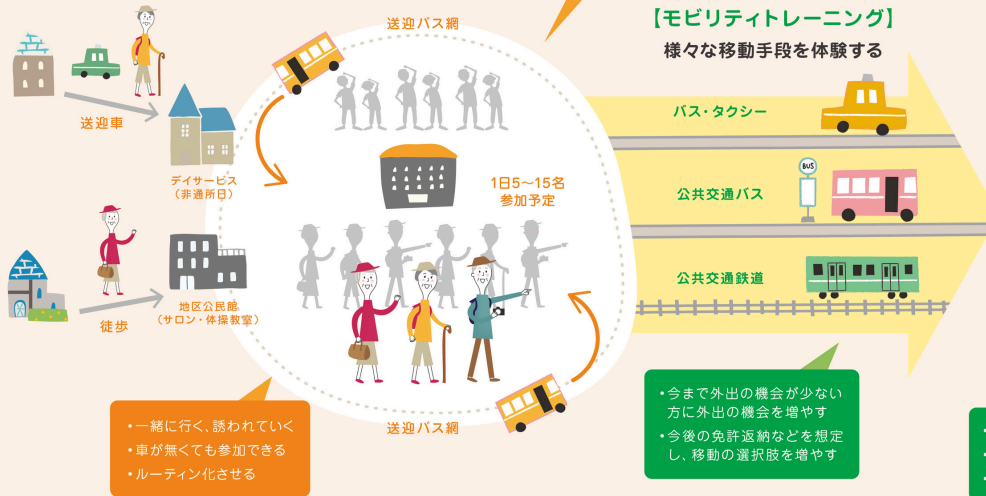 送迎バス網
【モビリティトレーニング】
様々な移動手段を体験する
送迎車
デイサービス
(非通所日)
徒歩
地区公民館
(サロン・体操教室)
1日5〜15名
参加予定
送迎バス網
バス・タクシー
BUS
公共交通バス
公共交通鉄道
・一緒に行く、誘われていく
・車が無くても参加できる
・ルーティン化させる
・今まで外出の機会が少ない
方に外出の機会を増やす
・今後の免許返納などを想定
し、移動の選択肢を増やす